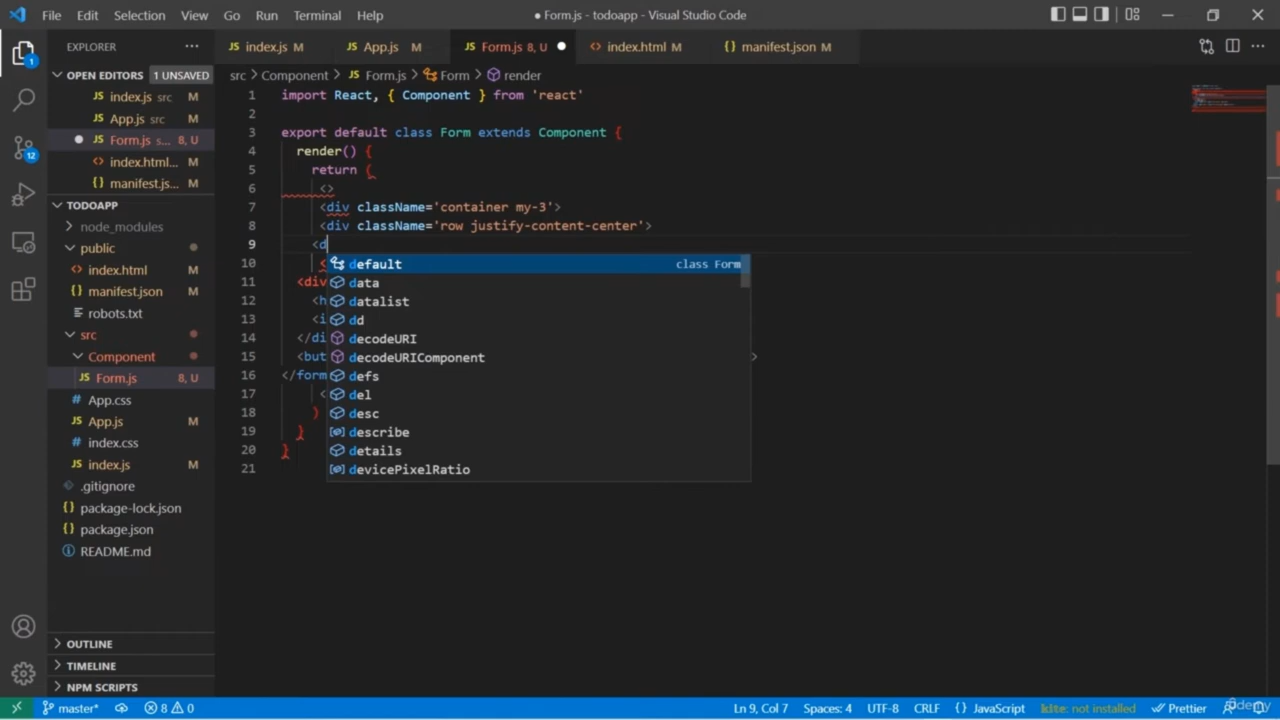 File Edit Selection View Go Run Terminal Help
● Form.js - todoapp - Visual Studio Code
EXPLORER ...
JS index.js M
JS App.js M
JS Form.js 8, U ●
<> index.html M
{} manifest.json M
OPEN EDITORS 1 UNSAVED
JS index.js src M
JS App.js src M
● JS Form.js s... 8, U
<> index.html... M
{} manifest.js... M
TODOAPP
node_modules
public
<> index.html M
{} manifest.json M
robots.txt
src
Component
JS Form.js 8, U
# App.css
JS App.js M
# index.css
JS index.js M
.gitignore
{} package-lock.json
{} package.json
README.md
OUTLINE
TIMELINE
NPM SCRIPTS
src > Component > JS Form.js > Form > render
1 import React, { Component } from 'react'
2
3 export default class Form extends Component {
4 render() {
5 return {
6 <>
7 <div className='container my-3'>
8 <div className='row justify-content-center'>
9 <d
10 <
11 <div
12 <h
13 <i
14 </di
15 <but >
16 </form
17 <
18 )
19 }
20 }
21
default class Form
data
datalist
dd
decodeURI
decodeURIComponent
defs
del
desc
describe
details
devicePixelRatio
1
12
master* 8 0
Ln 9, Col 7 Spaces: 4 UTF-8 CRLF {} JavaScript kite: not installed Prettier
Udemy